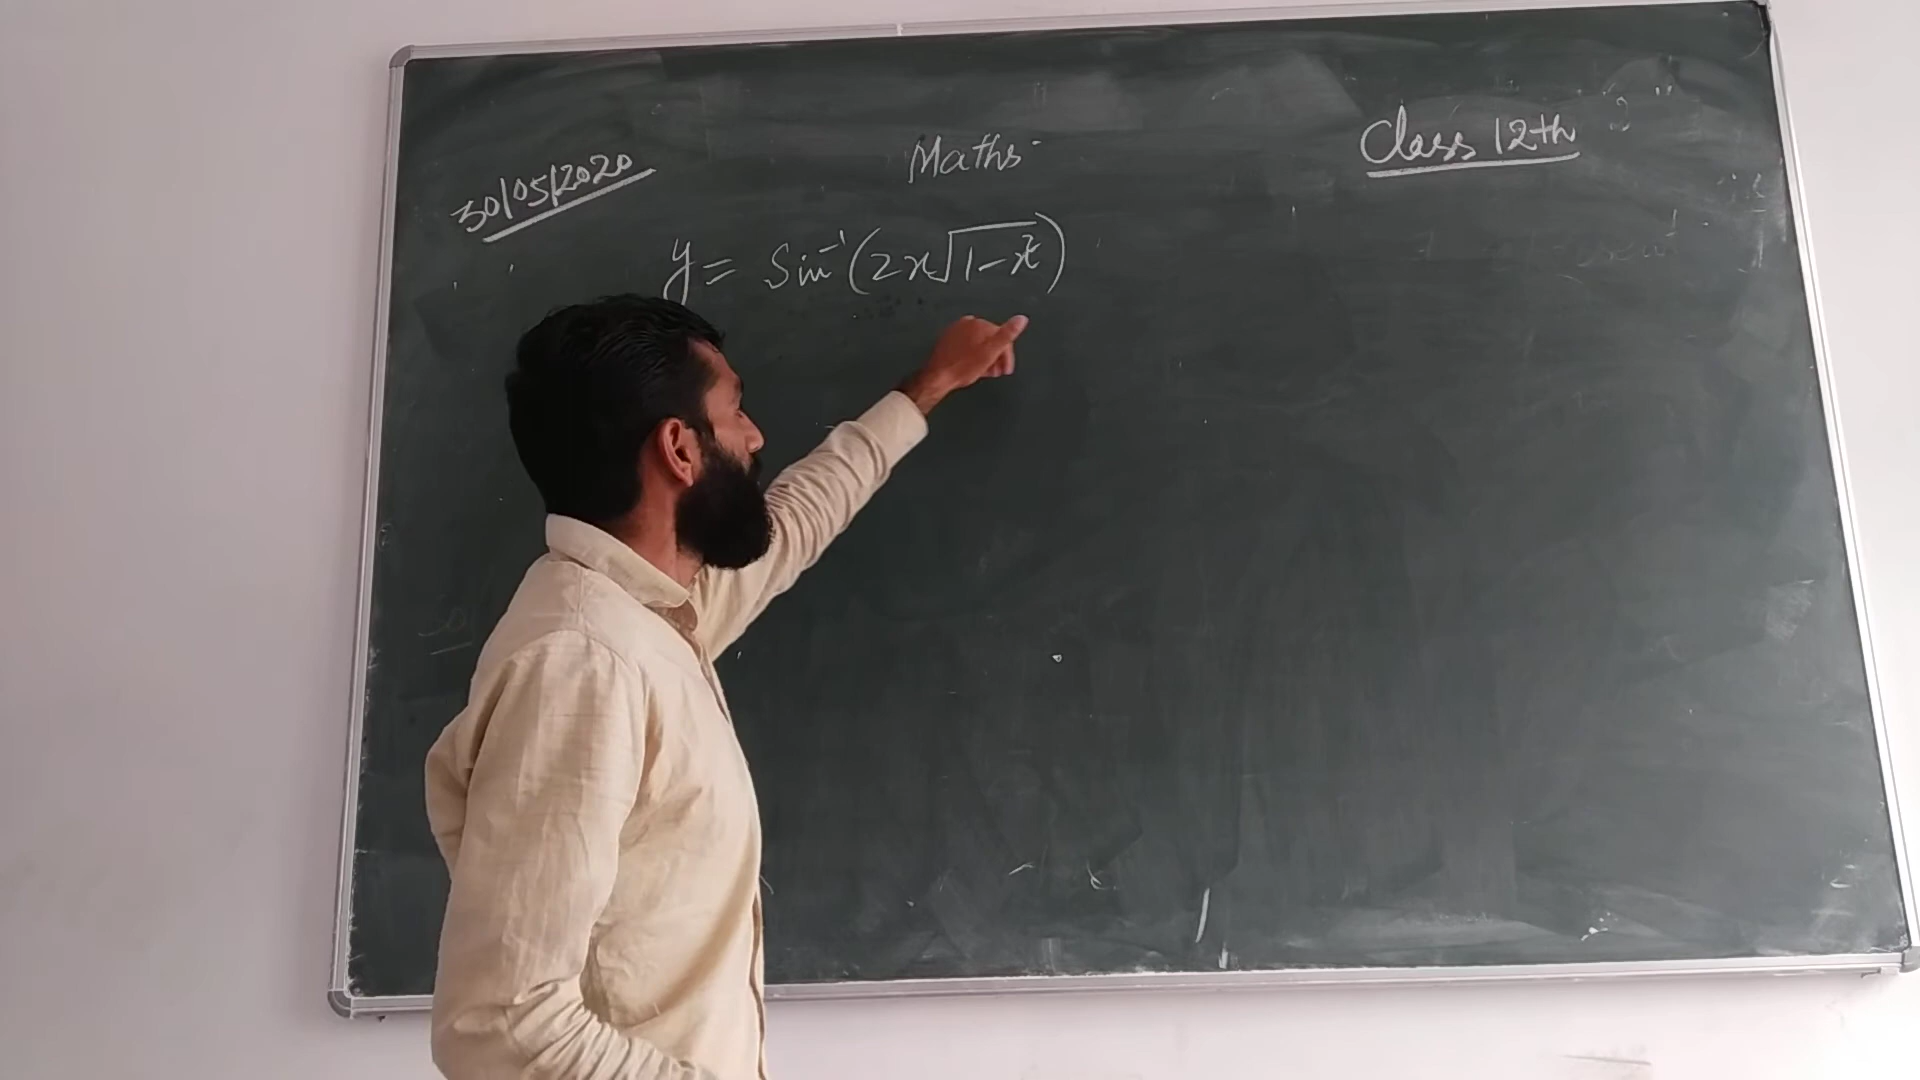 30/05/2020
Maths
Class 12th
y = Sin⁻¹(2x√(1-x²))